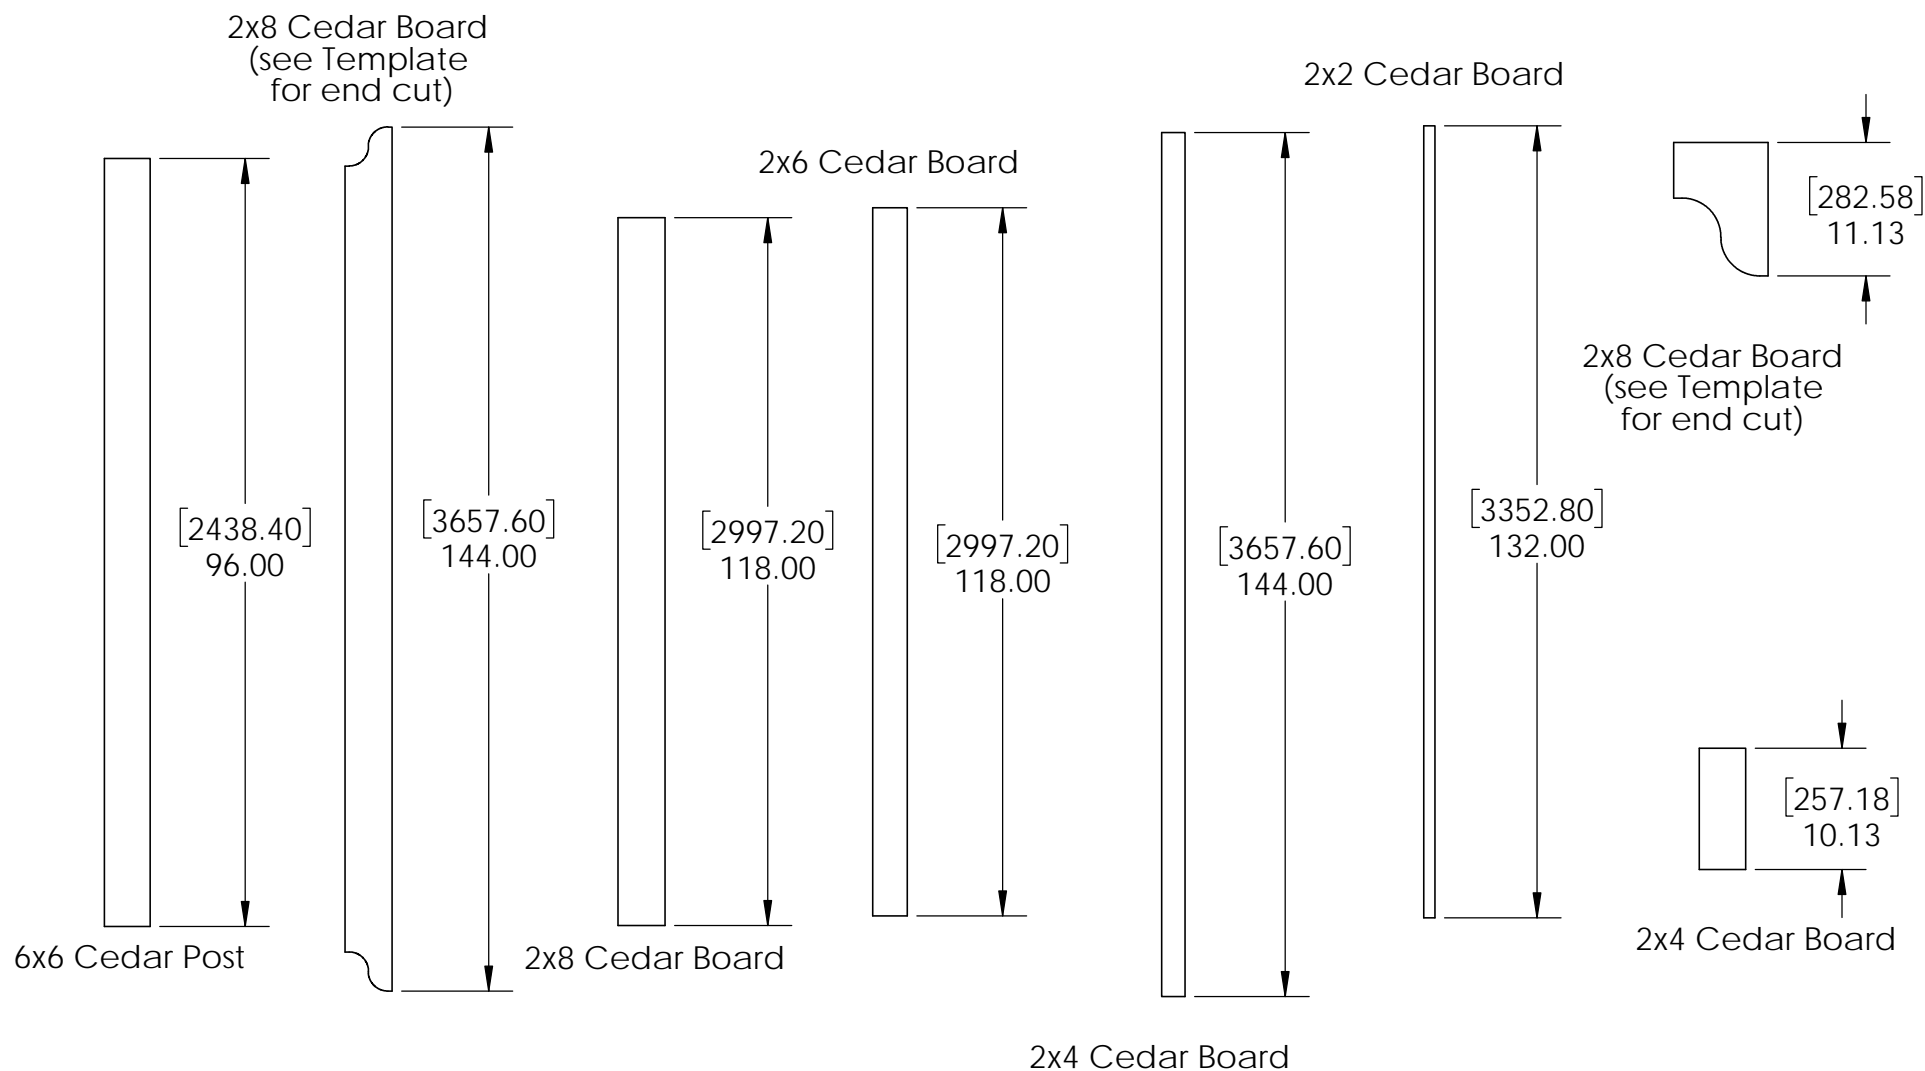 2x8 Cedar Board
(see Template
for end cut)
2x2 Cedar Board
2x6 Cedar Board
[282.58]
11.13
2x8 Cedar Board
(see Template
for end cut)
[2438.40]
96.00
[3657.60]
144.00
[2997.20]
118.00
[2997.20]
118.00
[3657.60]
144.00
[3352.80]
132.00
[257.18]
10.13
6x6 Cedar Post
2x8 Cedar Board
2x4 Cedar Board
2x4 Cedar Board